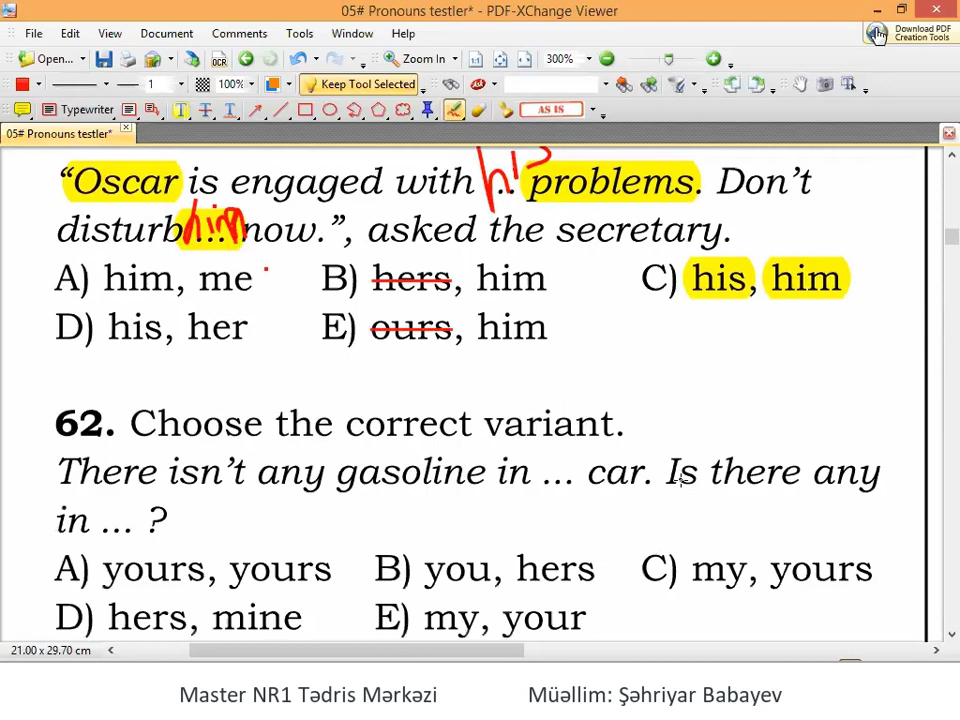 05# Pronouns testler* - PDF-XChange Viewer
File Edit View Document Comments Tools Window Help
Download PDF
Creation Tools
Open... OCR Zoom In 300%
1 100% Keep Tool Selected
Typewriter AS IS
05# Pronouns testler*
his
“Oscar is engaged with ... problems. Don’t
him
disturb ... now.”, asked the secretary.
A) him, me B) hers, him C) his, him
D) his, her E) ours, him
62. Choose the correct variant.
There isn’t any gasoline in ... car. Is there any
in ... ?
A) yours, yours B) you, hers C) my, yours
D) hers, mine E) my, your
21.00 x 29.70 cm
Master NR1 Tədris Mərkəzi Müəllim: Şəhriyar Babayev